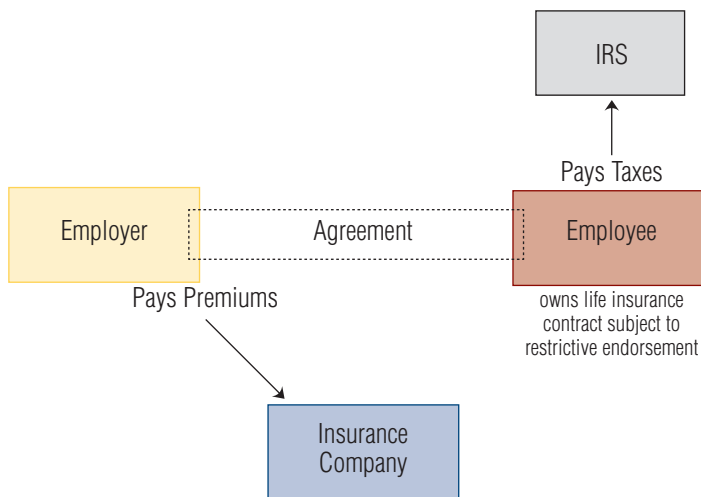 IRS
Pays Taxes
Employer
Agreement
Employee
Pays Premiums
owns life insurance
contract subject to
restrictive endorsement
Insurance
Company